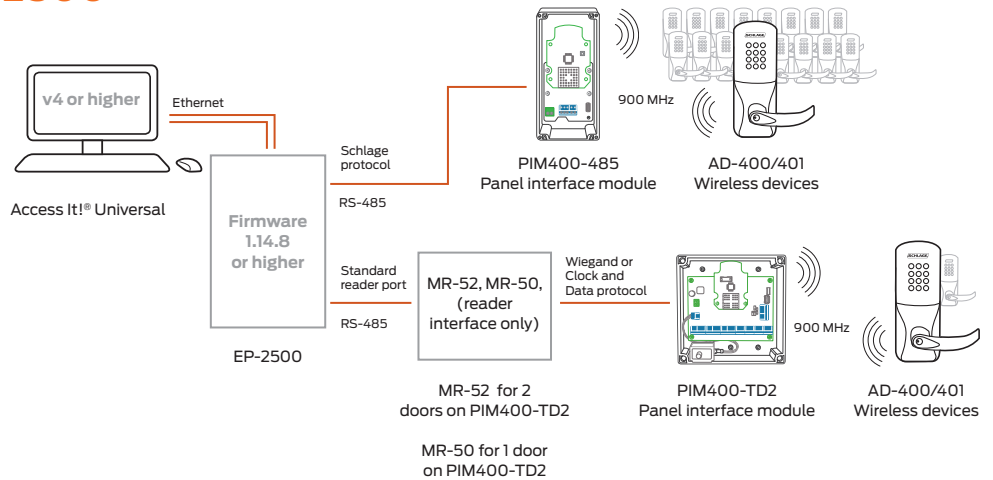 v4 or higher
Ethernet
Access It!® Universal
Firmware
1.14.8
or higher
EP-2500
Schlage
protocol
RS-485
PIM400-485
Panel interface module
900 MHz
SCHLAGE
AD-400/401
Wireless devices
Standard
reader port
RS-485
MR-52, MR-50,
(reader
interface only)
MR-52 for 2
doors on PIM400-TD2
MR-50 for 1 door
on PIM400-TD2
Wiegand or
Clock and
Data protocol
PIM400-TD2
Panel interface module
900 MHz
SCHLAGE
AD-400/401
Wireless devices